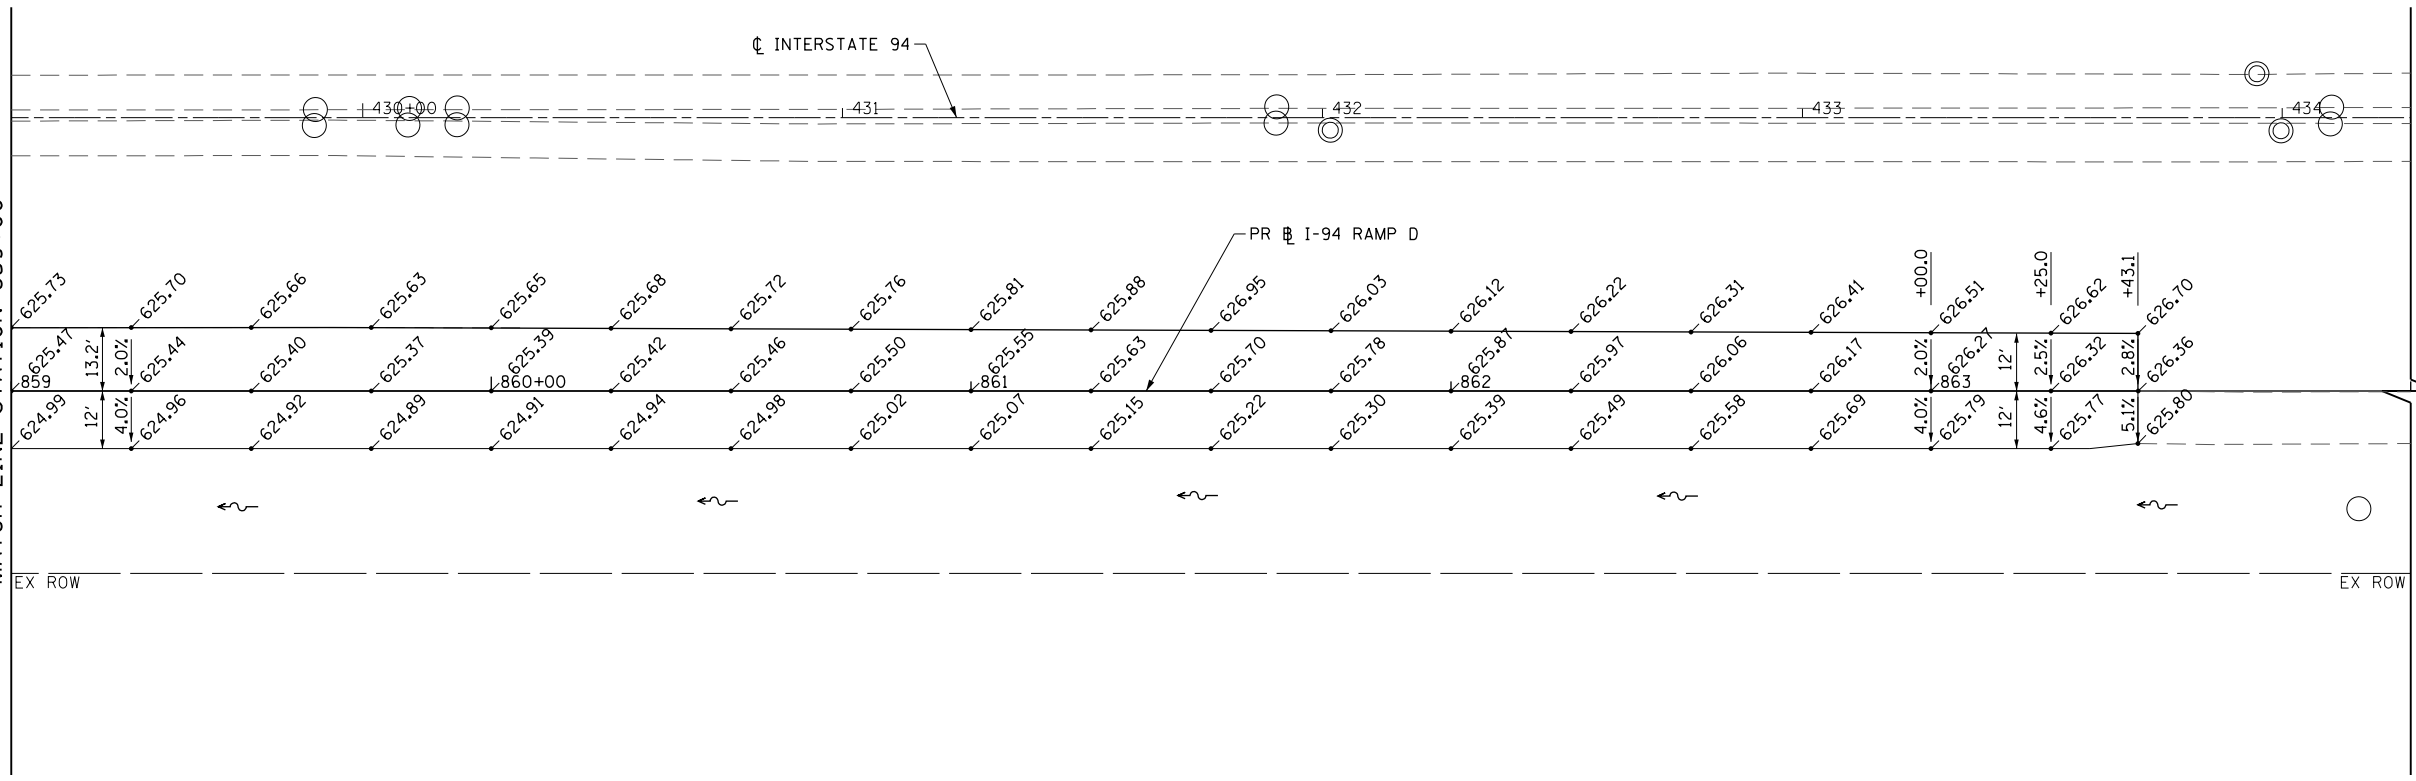 ℄ INTERSTATE 94
430+00 431 432 433 434
PR ⅊ I-94 RAMP D
+00.0 +25.0 +43.1
625.73 625.70 625.66 625.63 625.65 625.68 625.72 625.76 625.81 625.88 626.95 626.03 626.12 626.22 626.31 626.41 626.51 626.62 626.70
13.2' 2.0% 2.0% 12' 2.5% 2.8%
625.47 625.44 625.40 625.37 625.39 625.42 625.46 625.50 625.55 625.63 625.70 625.78 625.87 625.97 626.06 626.17 626.27 626.32 626.36
859 860+00 861 862 863
12' 4.0% 4.0% 12' 4.6% 5.1%
624.99 624.96 624.92 624.89 624.91 624.94 624.98 625.02 625.07 625.15 625.22 625.30 625.39 625.49 625.58 625.69 625.79 625.77 625.80
EX ROW EX ROW